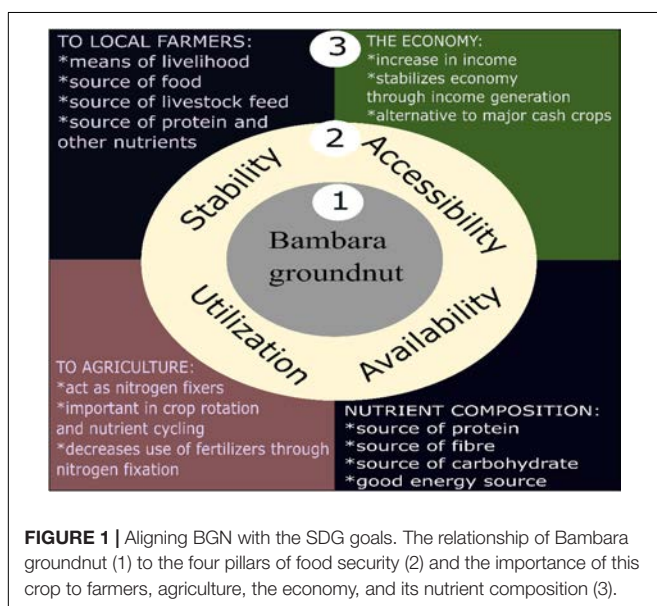 TO LOCAL FARMERS:
*means of livelihood
*source of food
*source of livestock feed
*source of protein and
other nutrients
3
THE ECONOMY:
*increase in income
*stabilizes economy
through income generation
*alternative to major cash crops
2
Stability
Accessibility
1
Bambara
groundnut
Utilization
Availability
TO AGRICULTURE:
*act as nitrogen fixers
*important in crop rotation
and nutrient cycling
*decreases use of fertilizers through
nitrogen fixation
NUTRIENT COMPOSITION:
*source of protein
*source of fibre
*source of carbohydrate
*good energy source
FIGURE 1 | Aligning BGN with the SDG goals. The relationship of Bambara
groundnut (1) to the four pillars of food security (2) and the importance of this
crop to farmers, agriculture, the economy, and its nutrient composition (3).